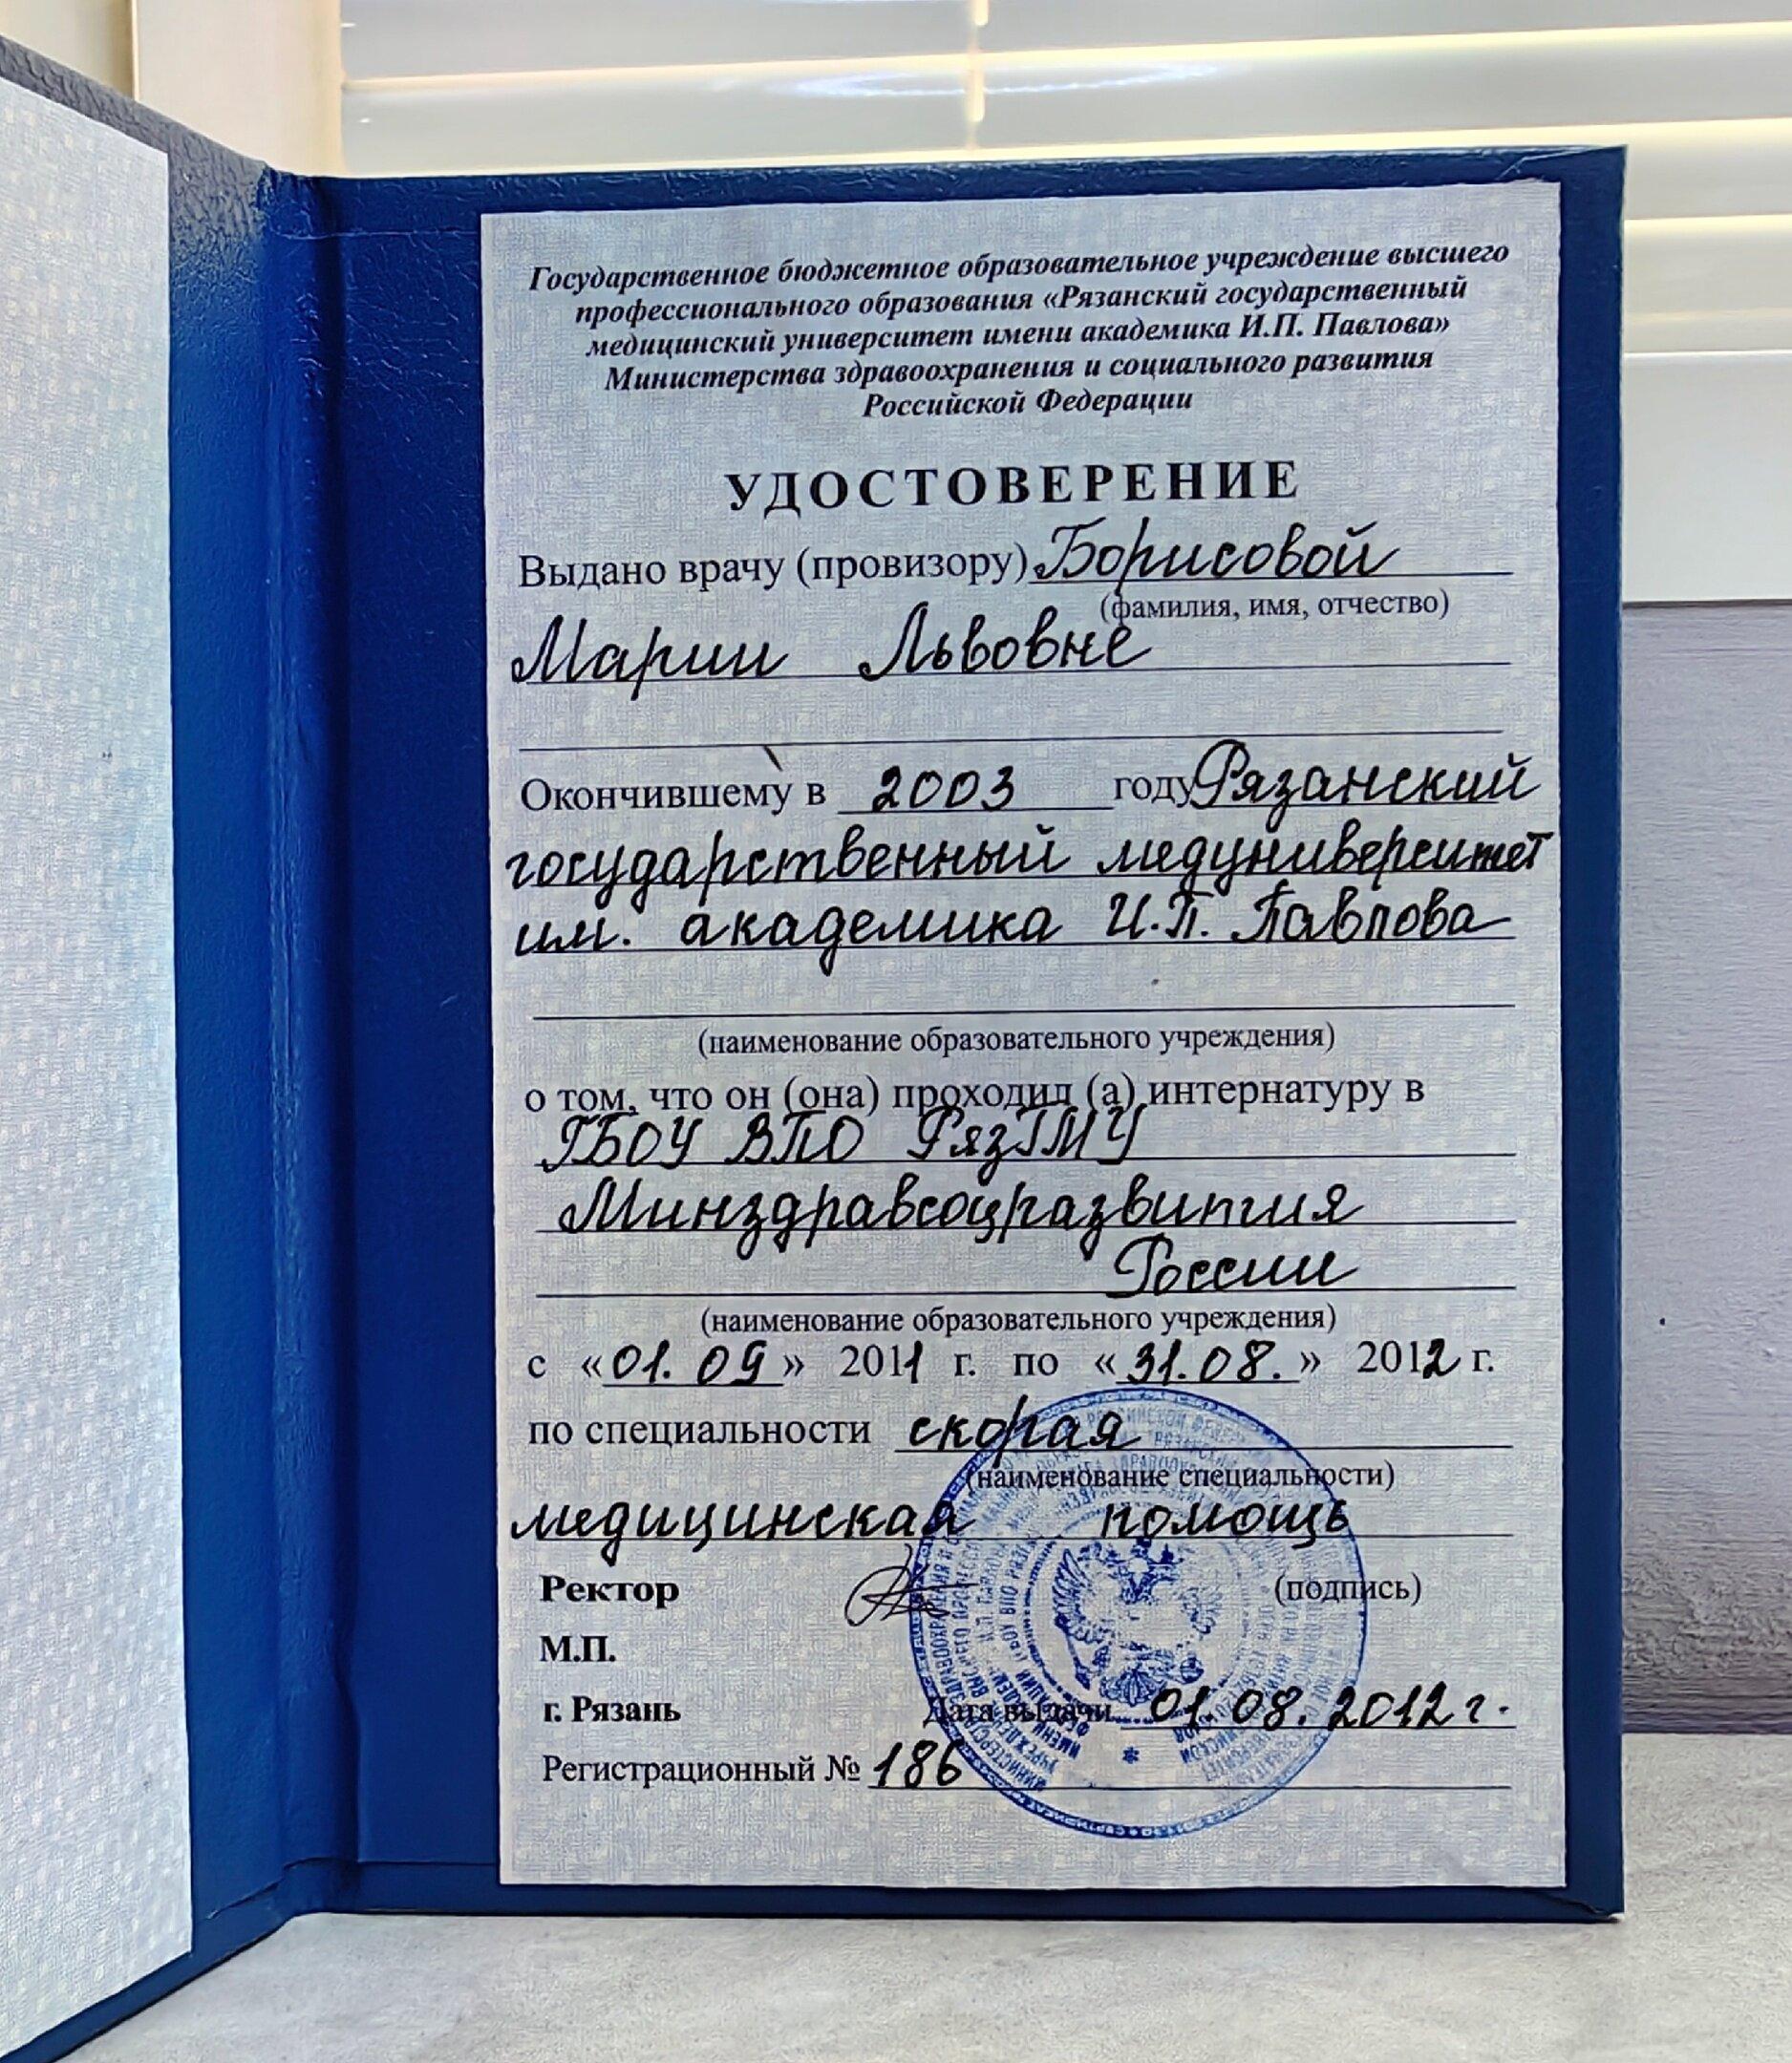 Государственное бюджетное образовательное учреждение высшего
профессионального образования «Рязанский государственный
медицинский университет имени академика И.П. Павлова»
Министерства здравоохранения и социального развития
Российской Федерации
УДОСТОВЕРЕНИЕ
Выдано врачу (провизору) Борисовой
(фамилия, имя, отчество)
Марии Львовне
Окончившему в 2003 году Рязанский
государственный медуниверситет
им. академика И.П. Павлова
(наименование образовательного учреждения)
о том, что он (она) проходил (а) интернатуру в
ГБОУ ВПО РязГМУ
Минздравсоцразвития
России
(наименование образовательного учреждения)
с «01.09» 2011 г. по «31.08.» 2012 г.
по специальности скорая
(наименование специальности)
медицинская помощь
Ректор (подпись)
М.П.
г. Рязань Дата выдачи 01.08.2012 г.
Регистрационный № 186